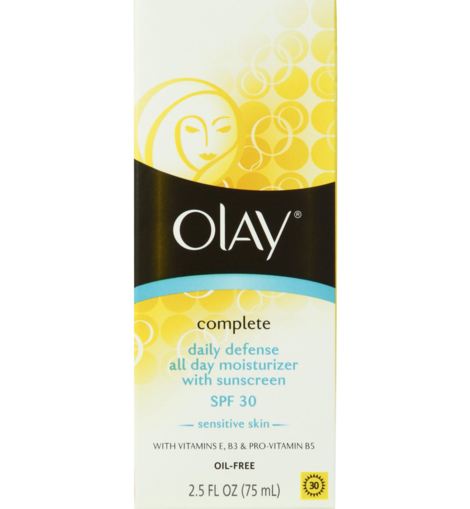 OLAY®
complete
daily defense
all day moisturizer
with sunscreen
SPF 30
sensitive skin
WITH VITAMINS E, B3 & PRO-VITAMIN B5
OIL-FREE
30
2.5 FL OZ (75 mL)